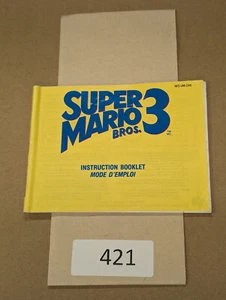 SUPER
MARIO
BROS. 3
INSTRUCTION BOOKLET
MODE D'EMPLOI
421